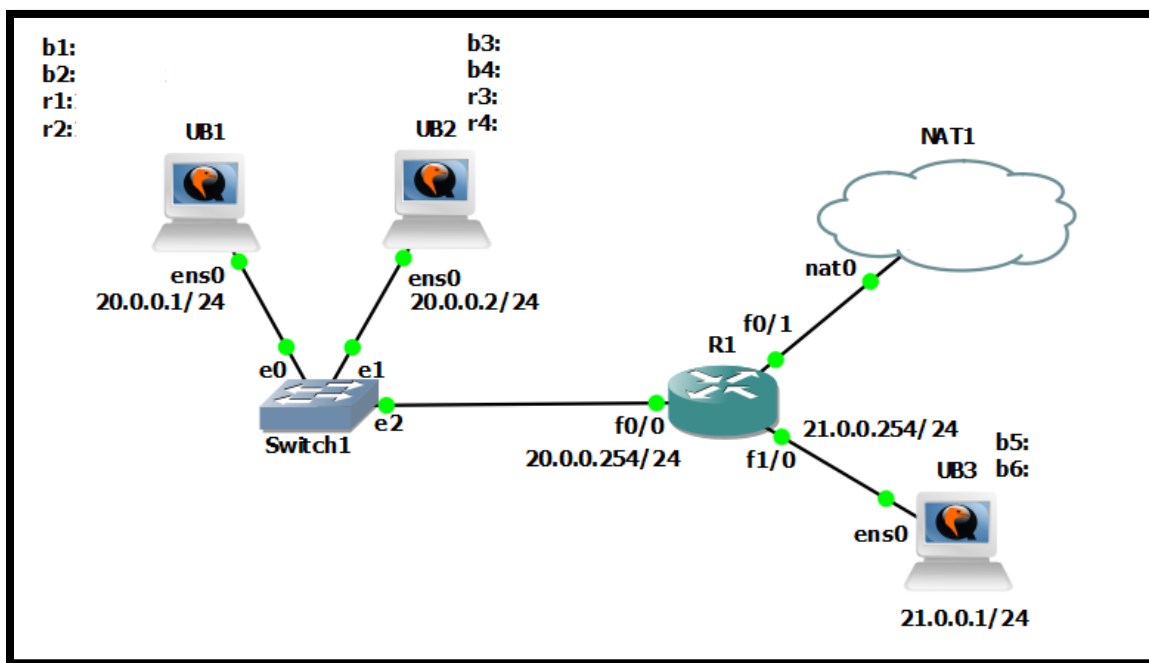 b1:
b2:
r1:
r2:
b3:
b4:
r3:
r4:
UB1
UB2
NAT1
ens0
20.0.0.1/24
ens0
20.0.0.2/24
nat0
f0/1
R1
e0
e1
e2
Switch1
f0/0
20.0.0.254/24
21.0.0.254/24
f1/0
b5:
b6:
UB3
ens0
21.0.0.1/24